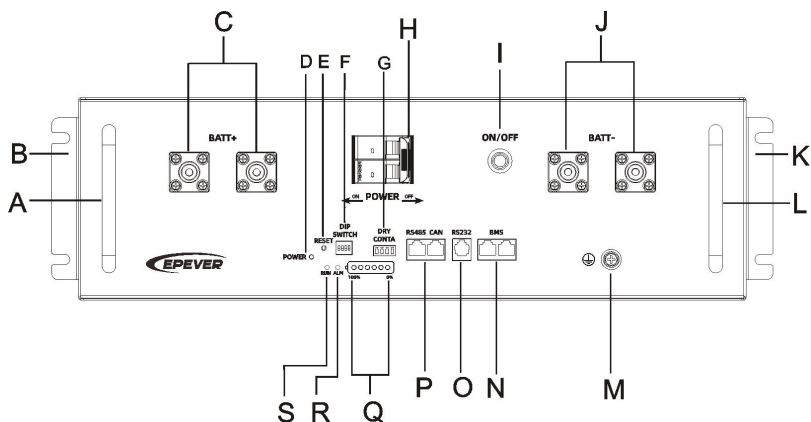 C
D E F G
H
I
J
B
A
K
L
BATT+
ON/OFF
BATT-
ON POWER OFF
DIP
SWITCH
DRY
CONTA
RS485 CAN
RS232
BMS
RESET
POWER
EPEVER
RUN ALM
100% 0%
S R Q P O N M